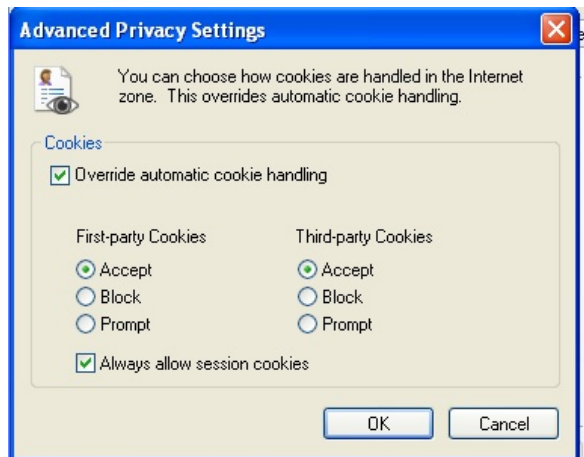 Advanced Privacy Settings
You can choose how cookies are handled in the Internet
zone. This overrides automatic cookie handling.
Cookies
Override automatic cookie handling
First-party Cookies Third-party Cookies
Accept Accept
Block Block
Prompt Prompt
Always allow session cookies
OK Cancel